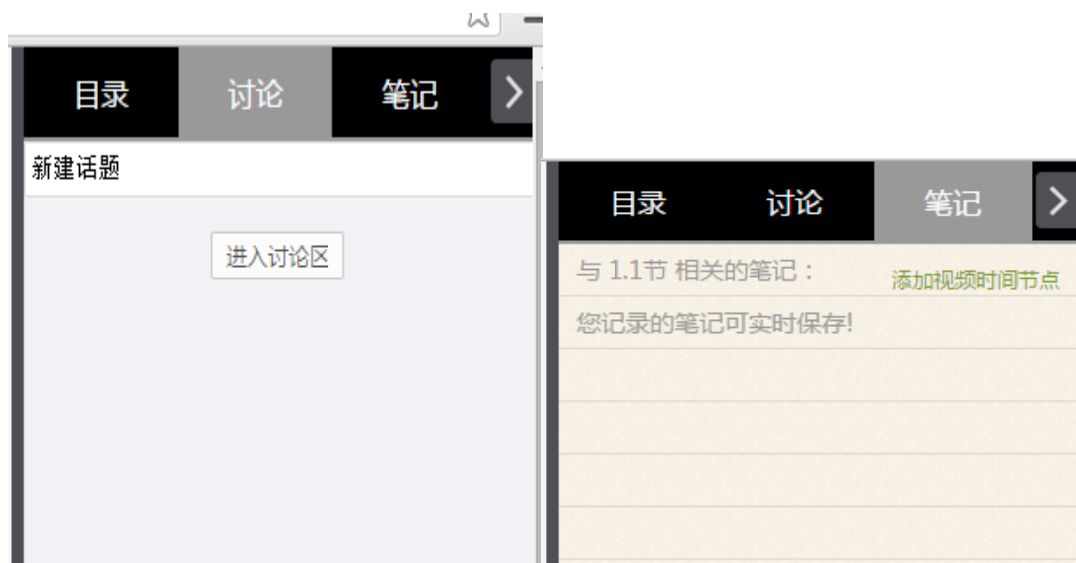 目录 讨论 笔记
新建话题
进入讨论区
目录 讨论 笔记
与 1.1节 相关的笔记： 添加视频时间节点
您记录的笔记可实时保存!